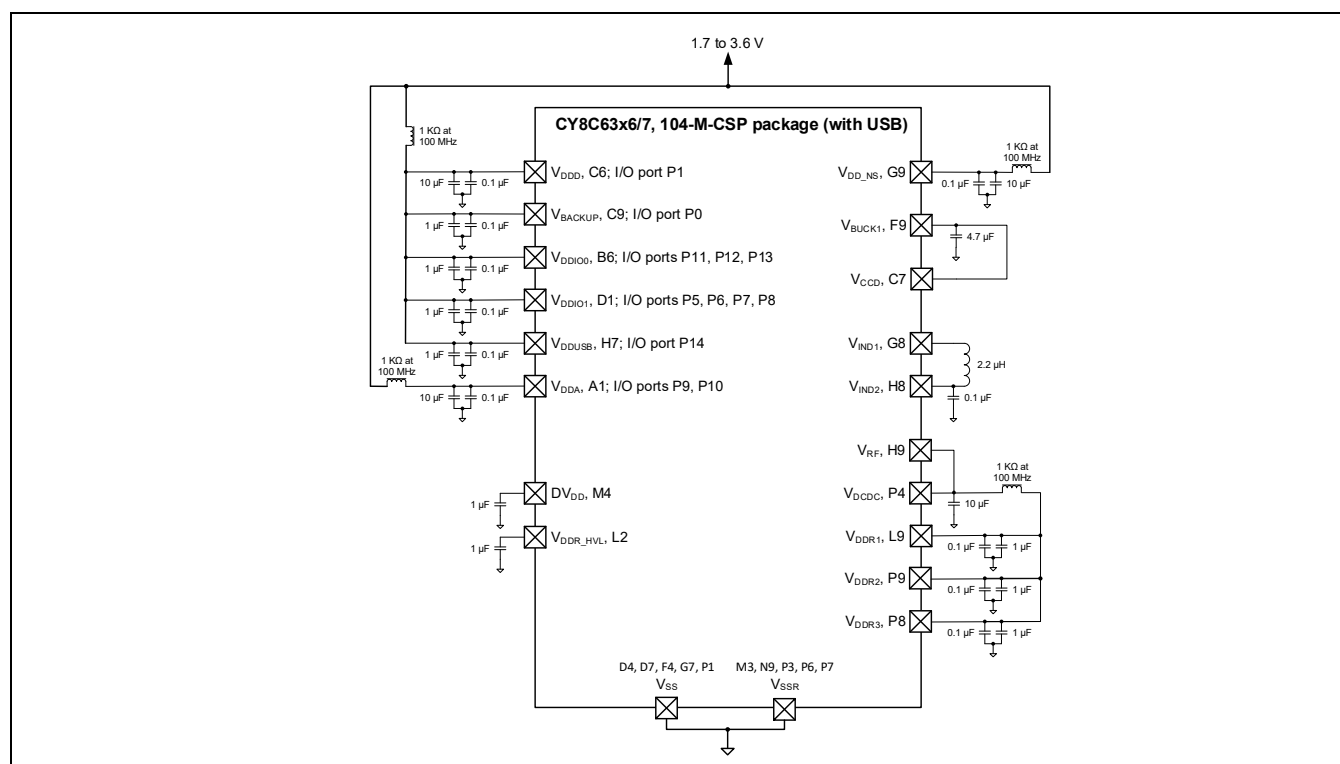 1.7 to 3.6 V
CY8C63x6/7, 104-M-CSP package (with USB)
1 KΩ at
100 MHz
10 µF
0.1 µF
VDDD, C6; I/O port P1
1 µF
0.1 µF
VBACKUP, C9; I/O port P0
1 µF
0.1 µF
VDDIO0, B6; I/O ports P11, P12, P13
1 µF
0.1 µF
VDDIO1, D1; I/O ports P5, P6, P7, P8
1 µF
0.1 µF
VDDUSB, H7; I/O port P14
1 KΩ at
100 MHz
10 µF
0.1 µF
VDDA, A1; I/O ports P9, P10
1 µF
DVDD, M4
1 µF
VDDR_HVL, L2
VDD_NS, G9
1 KΩ at
100 MHz
0.1 µF
10 µF
VBUCK1, F9
4.7 µF
VCCD, C7
VIND1, G8
2.2 µH
VIND2, H8
0.1 µF
VRF, H9
1 KΩ at
100 MHz
VDCDC, P4
10 µF
VDDR1, L9
0.1 µF
1 µF
VDDR2, P9
0.1 µF
1 µF
VDDR3, P8
0.1 µF
1 µF
D4, D7, F4, G7, P1
VSS
M3, N9, P3, P6, P7
VSSR